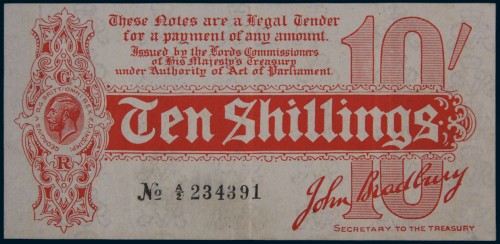 These Notes are a Legal Tender
for a payment of any amount.
Issued by the Lords Commissioners
of His Majesty's Treasury
under Authority of Act of Parliament.
10/
G
R
Ten Shillings
No A/2 234391
John Bradbury
SECRETARY TO THE TREASURY